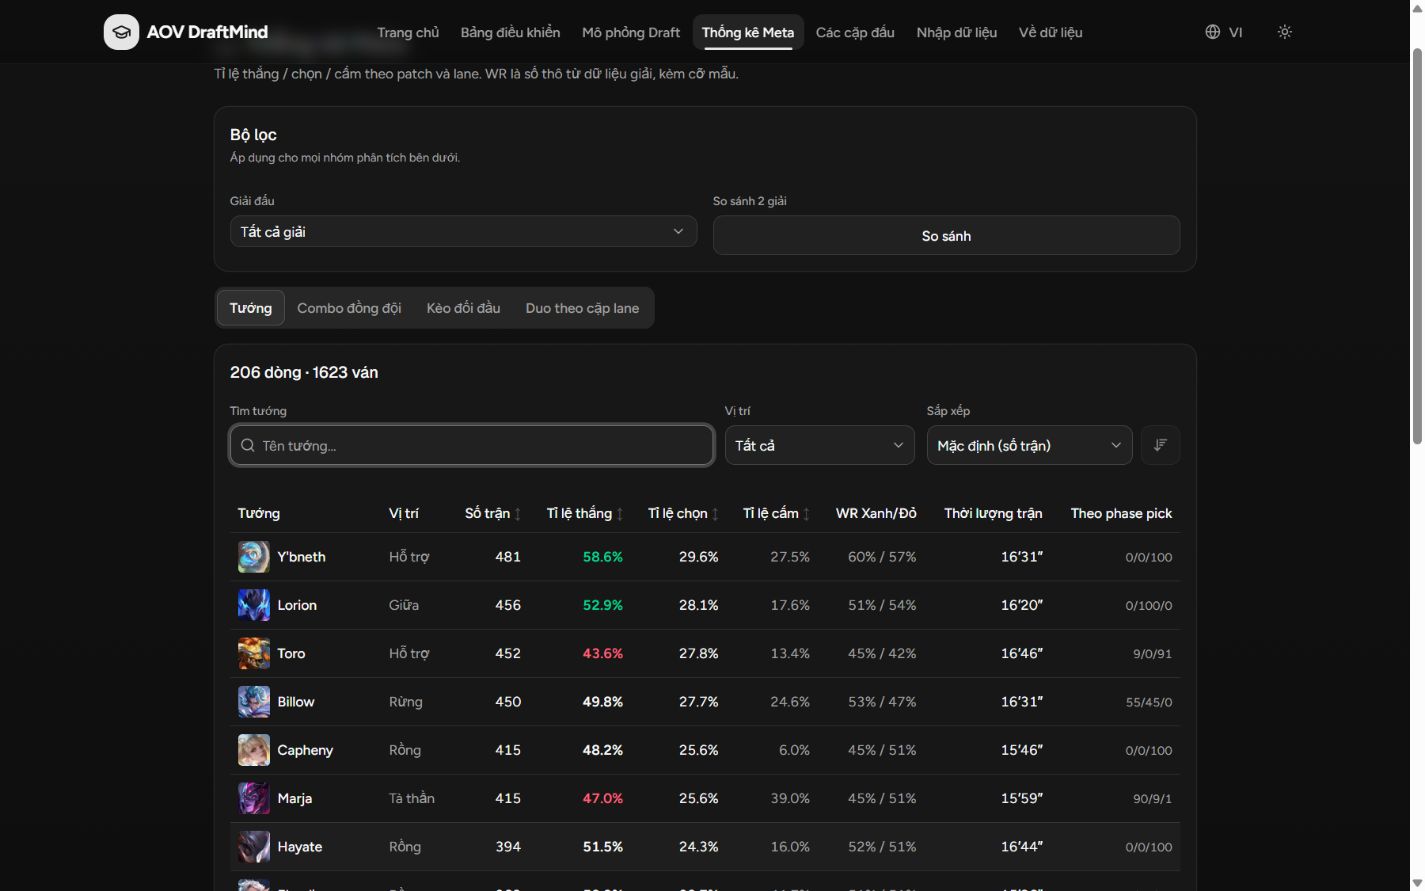 AOV DraftMind
Trang chủ
Bảng điều khiển
Mô phỏng Draft
Thống kê Meta
Các cặp đấu
Nhập dữ liệu
Về dữ liệu
VI
Tỉ lệ thắng / chọn / cấm theo patch và lane. WR là số thô từ dữ liệu giải, kèm cỡ mẫu.
Bộ lọc
Áp dụng cho mọi nhóm phân tích bên dưới.
Giải đấu So sánh 2 giải
Tất cả giải So sánh
Tướng Combo đồng đội Kèo đối đầu Duo theo cặp lane
206 dòng · 1623 ván
Tìm tướng Vị trí Sắp xếp
Tên tướng... Tất cả Mặc định (số trận)
Tướng Vị trí Số trận Tỉ lệ thắng Tỉ lệ chọn Tỉ lệ cấm WR Xanh/Đỏ Thời lượng trận Theo phase pick
Y'bneth Hỗ trợ 481 58.6% 29.6% 27.5% 60% / 57% 16′31″ 0/0/100
Lorion Giữa 456 52.9% 28.1% 17.6% 51% / 54% 16′20″ 0/100/0
Toro Hỗ trợ 452 43.6% 27.8% 13.4% 45% / 42% 16′46″ 9/0/91
Billow Rừng 450 49.8% 27.7% 24.6% 53% / 47% 16′31″ 55/45/0
Capheny Rồng 415 48.2% 25.6% 6.0% 45% / 51% 15′46″ 0/0/100
Marja Tà thần 415 47.0% 25.6% 39.0% 45% / 51% 15′59″ 90/9/1
Hayate Rồng 394 51.5% 24.3% 16.0% 52% / 51% 16′44″ 0/0/100